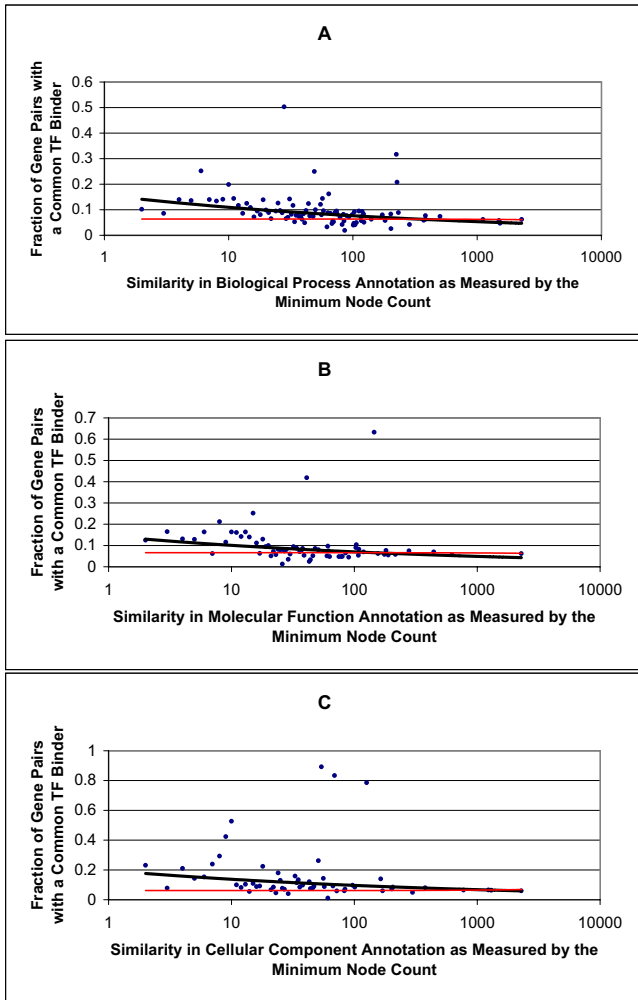 A
Fraction of Gene Pairs with
a Common TF Binder
0.6
0.5
0.4
0.3
0.2
0.1
0
1 10 100 1000 10000
Similarity in Biological Process Annotation as Measured by the
Minimum Node Count
B
Fraction of Gene Pairs
with a Common TF Binder
0.7
0.6
0.5
0.4
0.3
0.2
0.1
0
1 10 100 1000 10000
Similarity in Molecular Function Annotation as Measured by the
Minimum Node Count
C
Fraction of Gene Pairs
with a Common TF Binder
1
0.8
0.6
0.4
0.2
0
1 10 100 1000 10000
Similarity in Cellular Component Annotation as Measured by the
Minimum Node Count